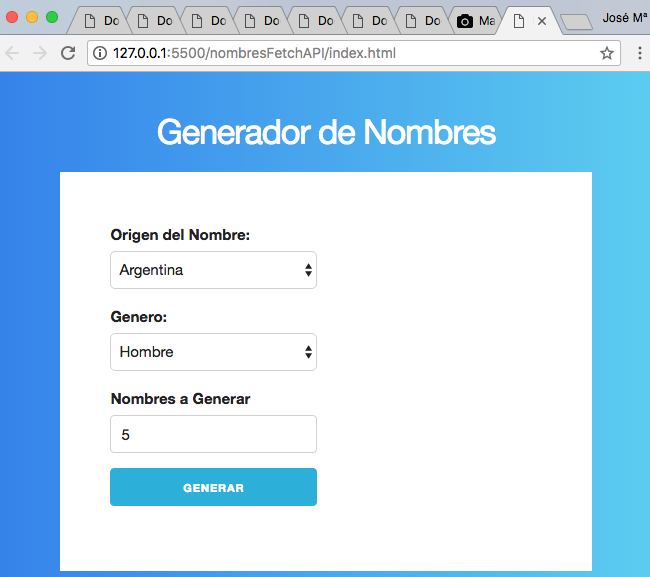 Do Do Do Do Do Do Do Ma José Mª
127.0.0.1:5500/nombresFetchAPI/index.html
Generador de Nombres
Origen del Nombre:
Argentina
Genero:
Hombre
Nombres a Generar
5
GENERAR